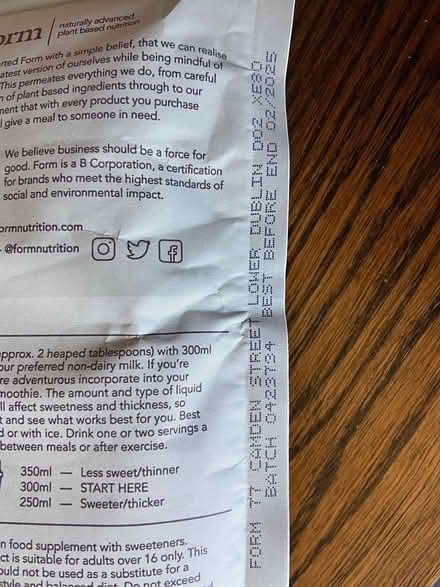 orm naturally advanced
plant based nutrition
rted Form with a simple belief, that we can realise
atest version of ourselves while being mindful of
This permeates everything we do, from careful
n of plant based ingredients through to our
ment that with every product you purchase
l give a meal to someone in need.
We believe business should be a force for
good. Form is a B Corporation, a certification
for brands who meet the highest standards of
social and environmental impact.
ormnutrition.com
@formnutrition
approx. 2 heaped tablespoons) with 300ml
our preferred non-dairy milk. If you're
re adventurous incorporate into your
moothie. The amount and type of liquid
ll affect sweetness and thickness, so
t and see what works best for you. Best
d or with ice. Drink one or two servings a
between meals or after exercise.
350ml — Less sweet/thinner
300ml — START HERE
250ml — Sweeter/thicker
n food supplement with sweeteners.
ct is suitable for adults over 16 only. This
ould not be used as a substitute for a
style and balanced diet. Do not exceed
FORM 77 CAMDEN STREET LOWER DUBLIN D02 XE80
BATCH 0423734 BEST BEFORE END 02/2025